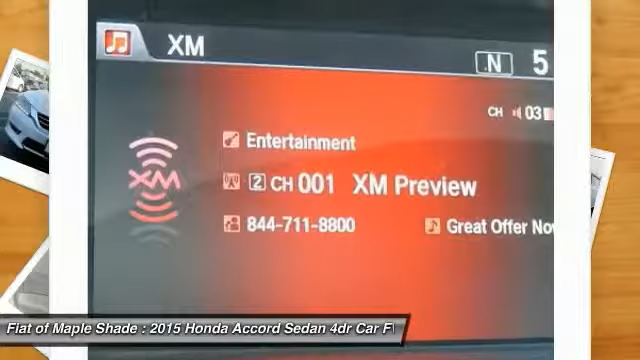 XM
N 5
CH 03
Entertainment
XM
2 CH 001 XM Preview
844-711-8800 Great Offer
Fiat of Maple Shade : 2015 Honda Accord Sedan 4dr Car